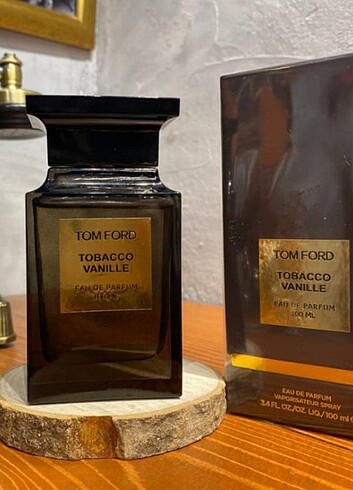 TOM FORD
TOBACCO
VANILLE
EAU DE PARFUM
TOM FORD
TOBACCO
VANILLE
EAU DE PARFUM
100 ML
EAU DE PARFUM
VAPORISATEUR SPRAY
3.4 FL.OZ./OZ. LIQ./100 ml